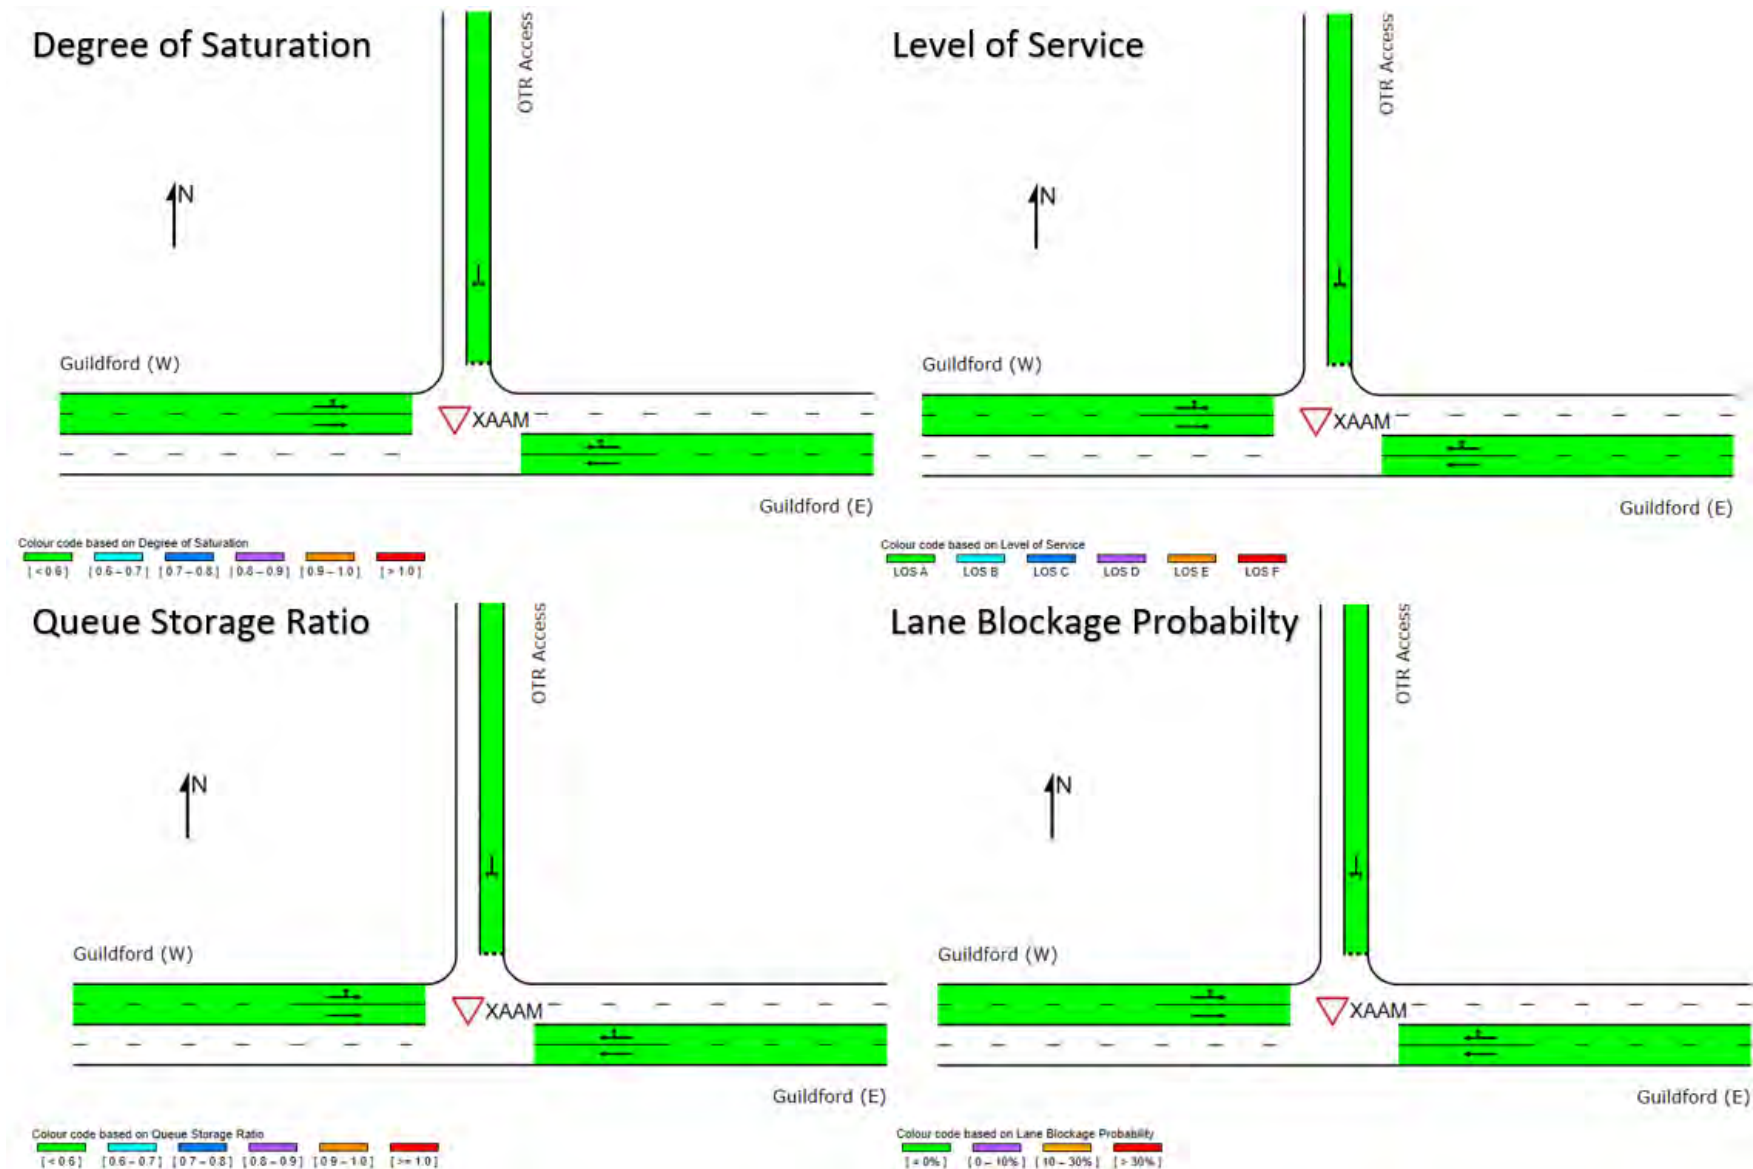 Degree of Saturation
OTR Access
N
Guildford (W)
XAAM
Guildford (E)
Colour code based on Degree of Saturation
[ < 0.6 ] [ 0.6 – 0.7 ] [ 0.7 – 0.8 ] [ 0.8 – 0.9 ] [ 0.9 – 1.0 ] [ > 1.0 ]
Level of Service
OTR Access
N
Guildford (W)
XAAM
Guildford (E)
Colour code based on Level of Service
LOS A LOS B LOS C LOS D LOS E LOS F
Queue Storage Ratio
OTR Access
N
Guildford (W)
XAAM
Guildford (E)
Colour code based on Queue Storage Ratio
[ < 0.6 ] [ 0.6 – 0.7 ] [ 0.7 – 0.8 ] [ 0.8 – 0.9 ] [ 0.9 – 1.0 ] [ >= 1.0 ]
Lane Blockage Probabilty
OTR Access
N
Guildford (W)
XAAM
Guildford (E)
Colour code based on Lane Blockage Probability
[ = 0% ] [ 0 – 10% ] [ 10 – 30% ] [ > 30% ]